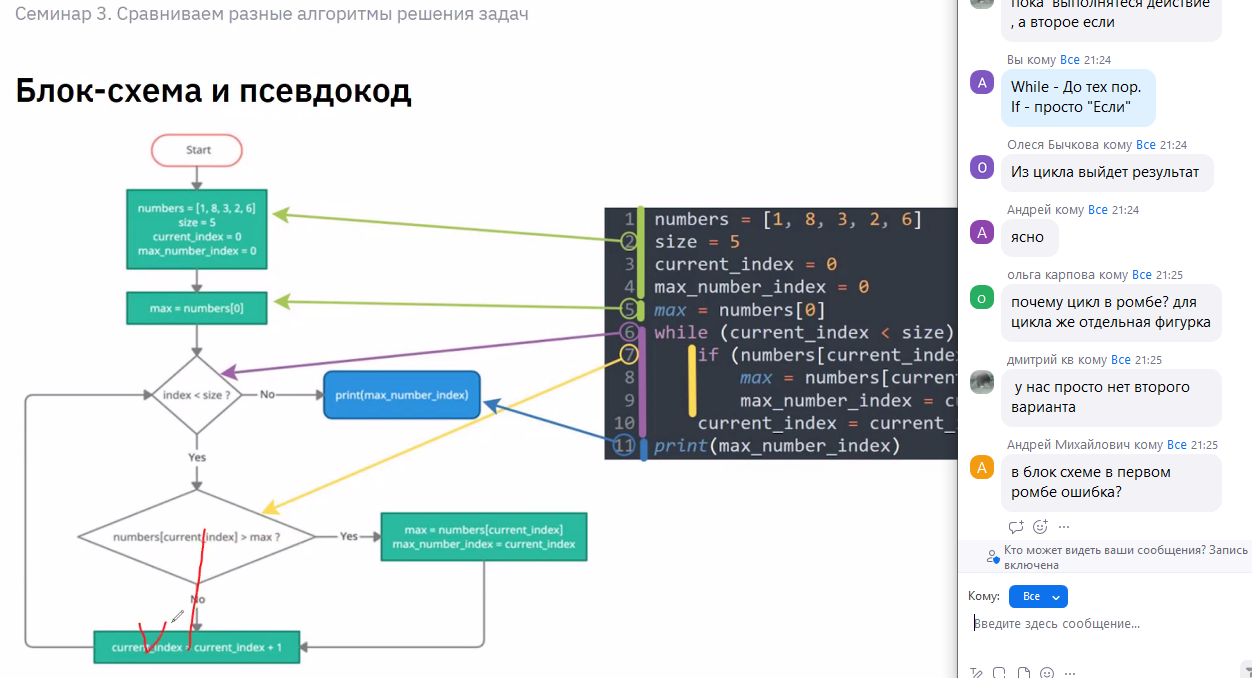 Семинар 3. Сравниваем разные алгоритмы решения задач
Блок-схема и псевдокод
Start
numbers = [1, 8, 3, 2, 6]
size = 5
current_index = 0
max_number_index = 0
max = numbers[0]
index < size ?
No
print(max_number_index)
Yes
numbers[current_index] > max ?
Yes
max = numbers[current_index]
max_number_index = current_index
No
current_index = current_index + 1
1 numbers = [1, 8, 3, 2, 6]
2 size = 5
3 current_index = 0
4 max_number_index = 0
5 max = numbers[0]
6 while (current_index < size)
7 if (numbers[current_inde
8 max = numbers[current
9 max_number_index = c
10 current_index = current_
11 print(max_number_index)
пока выполнятеся действие
, а второе если
Вы кому Все 21:24
А
While - До тех пор.
If - просто "Если"
Олеся Бычкова кому Все 21:24
О
Из цикла выйдет результат
Андрей кому Все 21:24
А
ясно
ольга карпова кому Все 21:25
о
почему цикл в ромбе? для
цикла же отдельная фигурка
дмитрий кв кому Все 21:25
у нас просто нет второго
варианта
Андрей Михайлович кому Все 21:25
А
в блок схеме в первом
ромбе ошибка?
Кто может видеть ваши сообщения? Запись
включена
Кому: Все
Введите здесь сообщение...